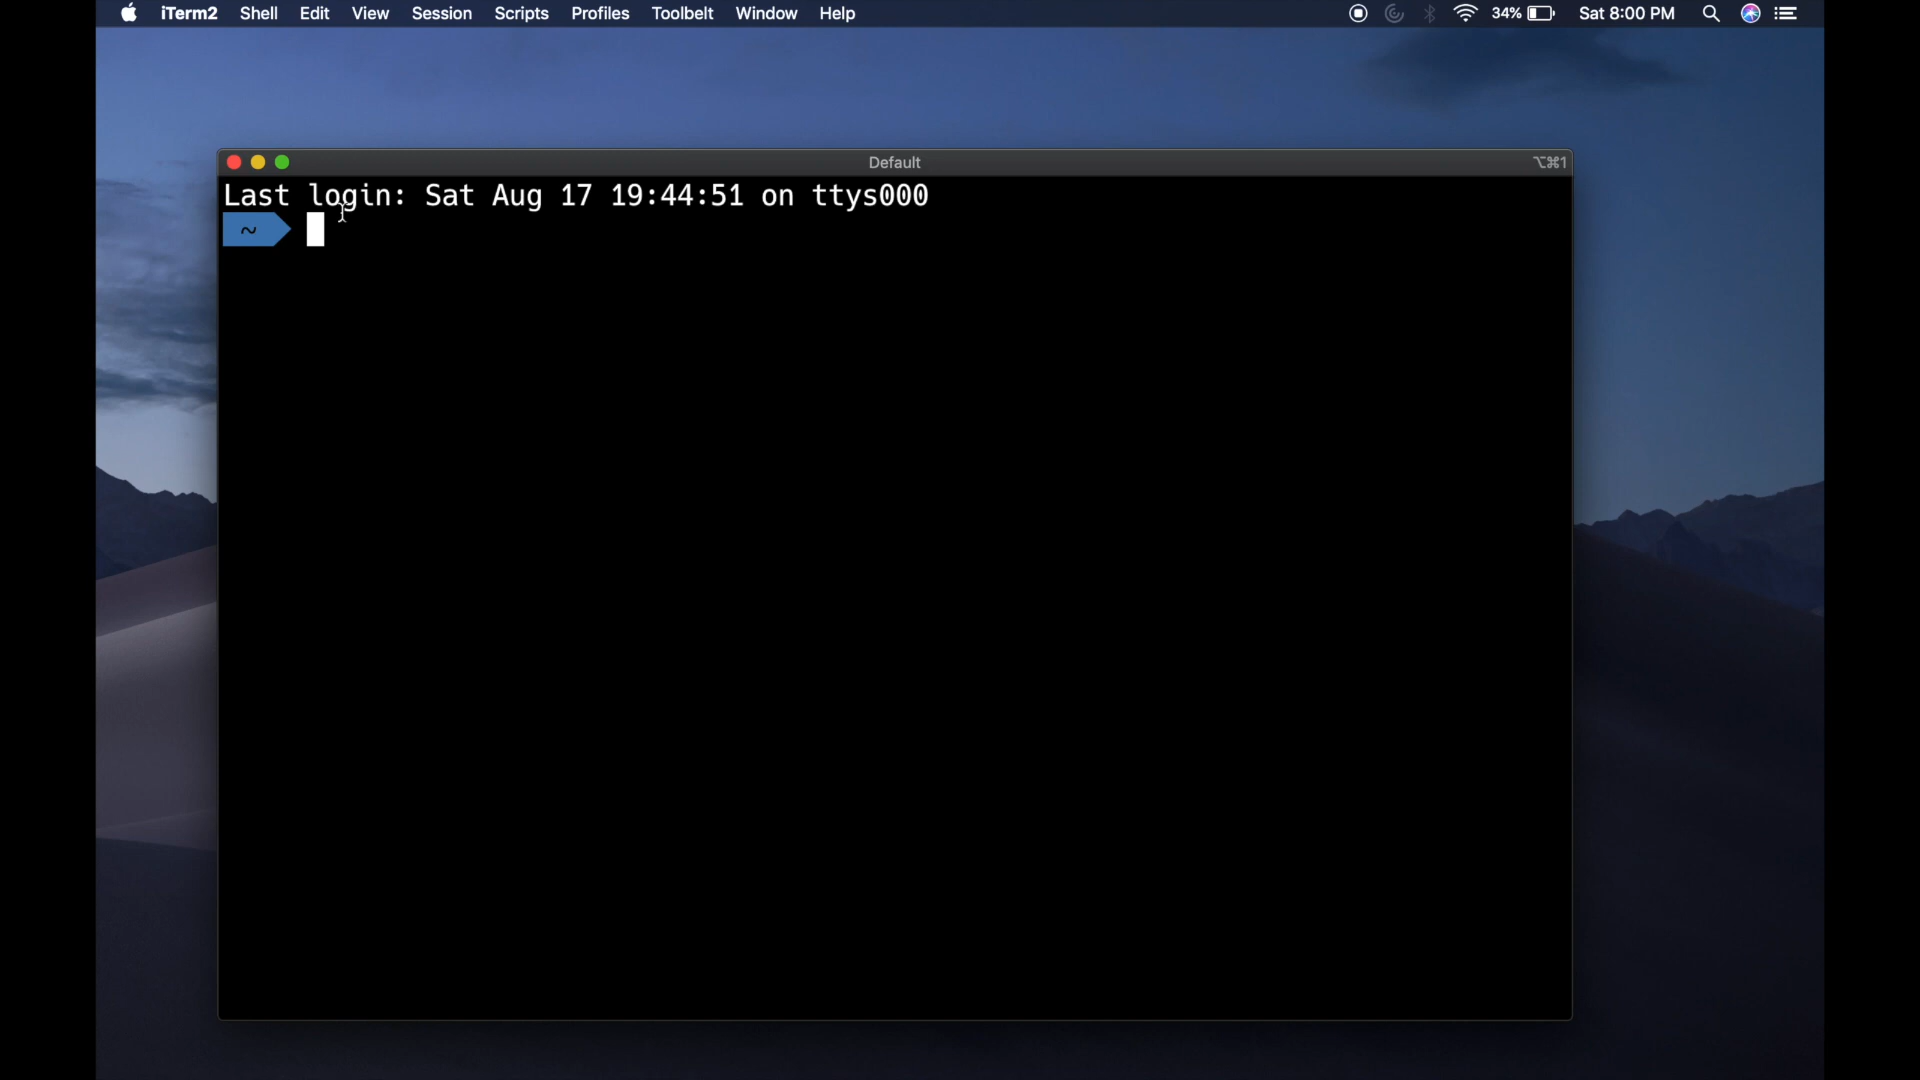 iTerm2 Shell Edit View Session Scripts Profiles Toolbelt Window Help 34% Sat 8:00 PM
Default ⌥⌘1
Last login: Sat Aug 17 19:44:51 on ttys000
~